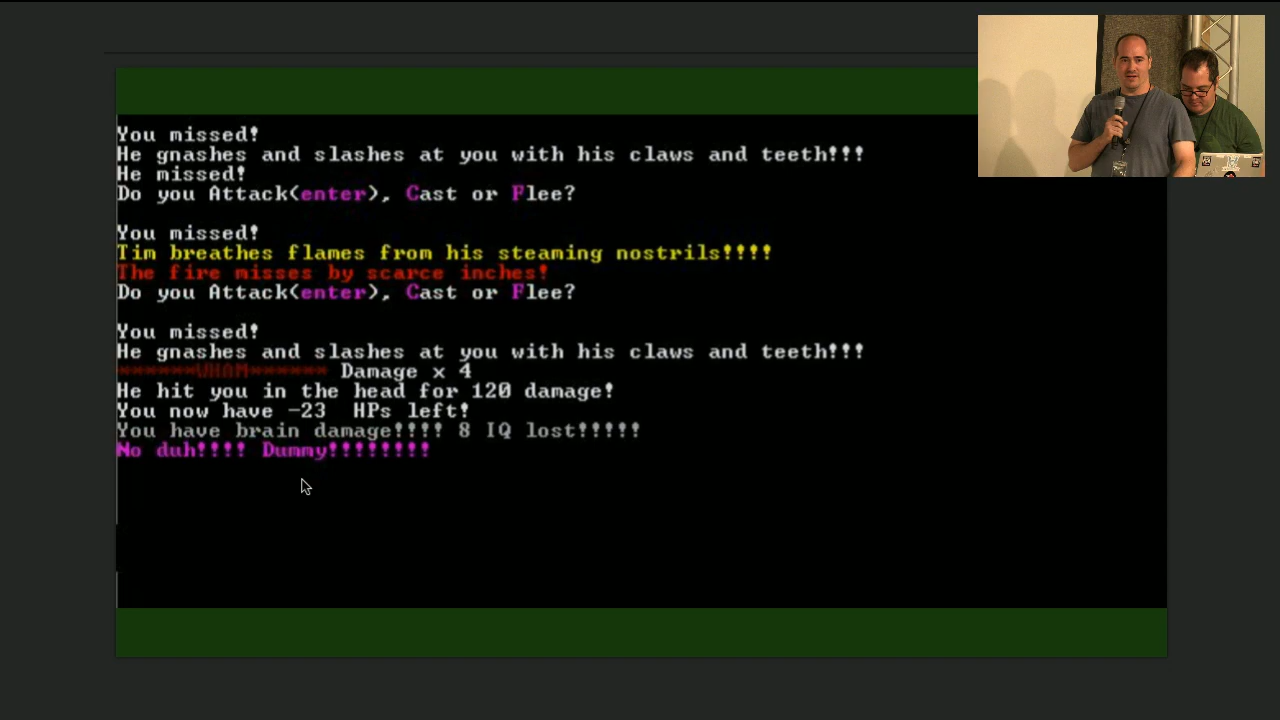 You missed!
He gnashes and slashes at you with his claws and teeth!!!
He missed!
Do you Attack(enter), Cast or Flee?
You missed!
Tim breathes flames from his steaming nostrils!!!!
The fire misses by scarce inches!
Do you Attack(enter), Cast or Flee?
You missed!
He gnashes and slashes at you with his claws and teeth!!!
******WHAM****** Damage x 4
He hit you in the head for 120 damage!
You now have -23 HPs left!
You have brain damage!!!! 8 IQ lost!!!!!
No duh!!!! Dummy!!!!!!!!